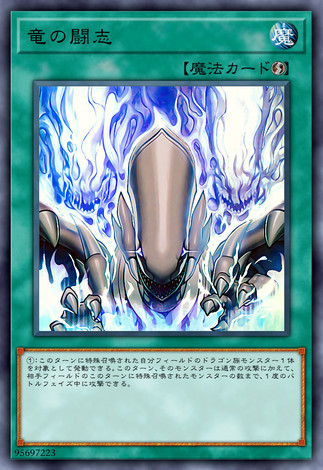 竜の闘志
魔
【魔法カード】
①：このターンに特殊召喚された自分フィールドのドラゴン族モンスター１体
を対象として発動できる。このターン、そのモンスターは通常の攻撃に加えて、
相手フィールドのこのターンに特殊召喚されたモンスターの数まで、１度のバ
トルフェイズ中に攻撃できる。
95697223